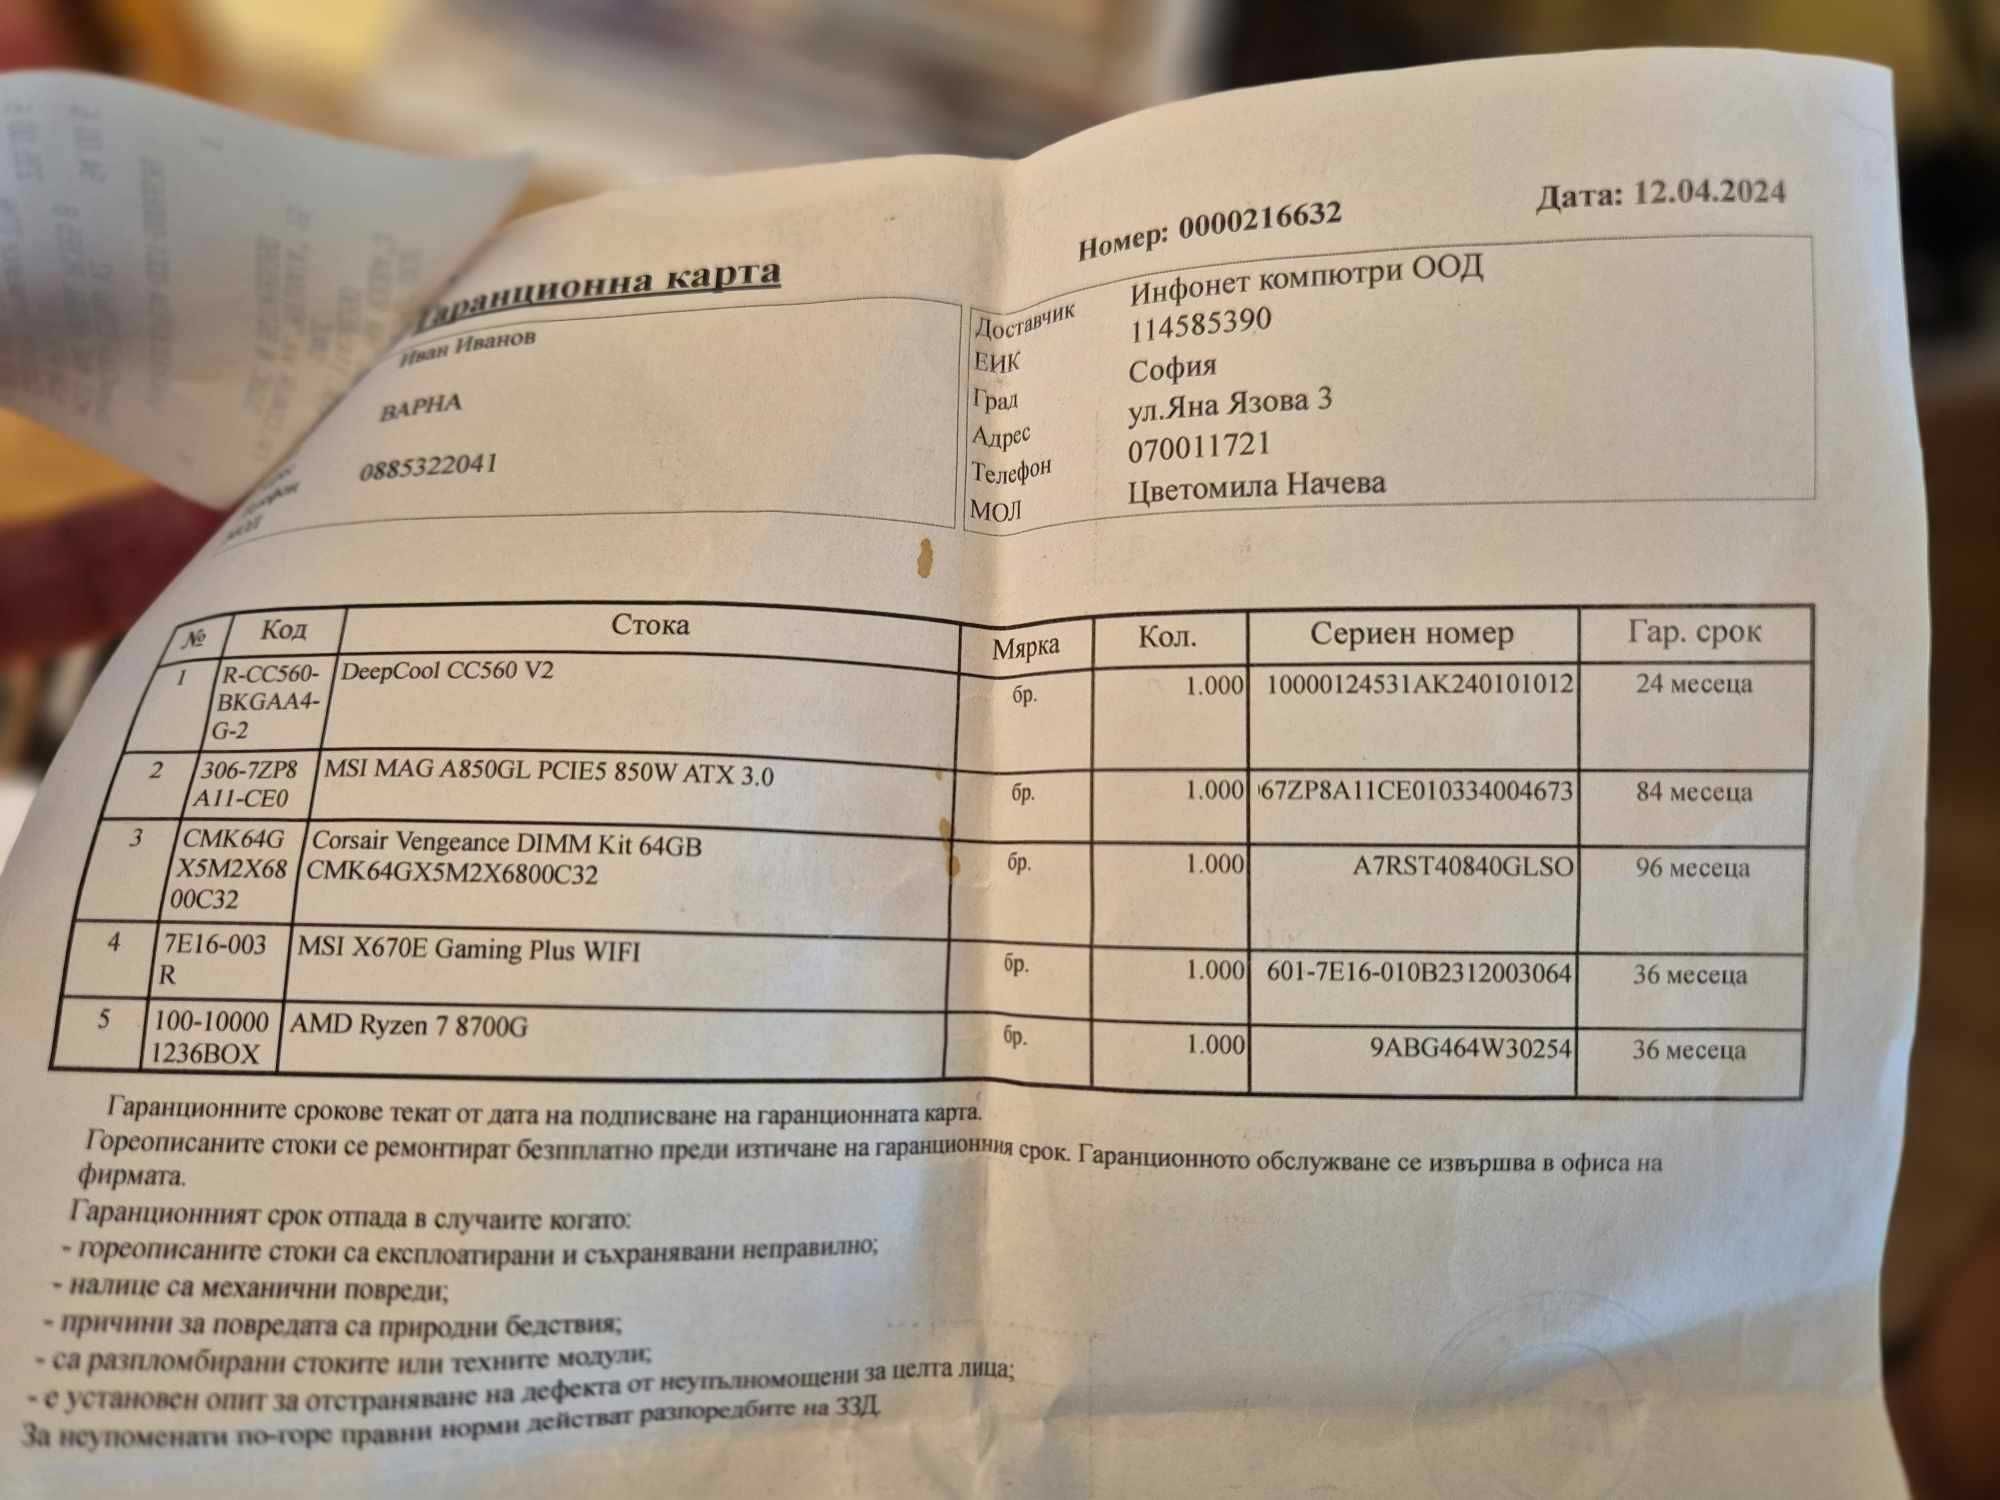 Номер: 0000216632
Дата: 12.04.2024
Гаранционна карта
Иван Иванов
ВАРНА
0885322041
МОЛ
Доставчик Инфонет компютри ООД
ЕИК 114585390
Град София
Адрес ул.Яна Язова 3
Телефон 070011721
МОЛ Цветомила Начева
№ Код Стока Мярка Кол. Сериен номер Гар. срок
1 R-CC560- DeepCool CC560 V2 бр. 1.000 10000124531AK240101012 24 месеца
BKGAA4-
G-2
2 306-7ZP8 MSI MAG A850GL PCIE5 850W ATX 3.0 бр. 1.000 67ZP8A11CE010334004673 84 месеца
A11-CE0
3 CMK64G Corsair Vengeance DIMM Kit 64GB бр. 1.000 A7RST40840GLSO 96 месеца
X5M2X68 CMK64GX5M2X6800C32
00C32
4 7E16-003 MSI X670E Gaming Plus WIFI бр. 1.000 601-7E16-010B2312003064 36 месеца
R
5 100-10000 AMD Ryzen 7 8700G бр. 1.000 9ABG464W30254 36 месеца
1236BOX
Гаранционните срокове текат от дата на подписване на гаранционната карта.
Гореописаните стоки се ремонтират безпплатно преди изтичане на гаранционния срок. Гаранционното обслужване се извършва в офиса на
фирмата.
Гаранционният срок отпада в случаите когато:
- гореописаните стоки са експлоатирани и съхранявани неправилно;
- налице са механични повреди;
- причини за повредата са природни бедствия;
- са разпломбирани стоките или техните модули;
- е установен опит за отстраняване на дефекта от неупълномощени за целта лица;
За неупоменати по-горе правни норми действат разпоредбите на ЗЗД.